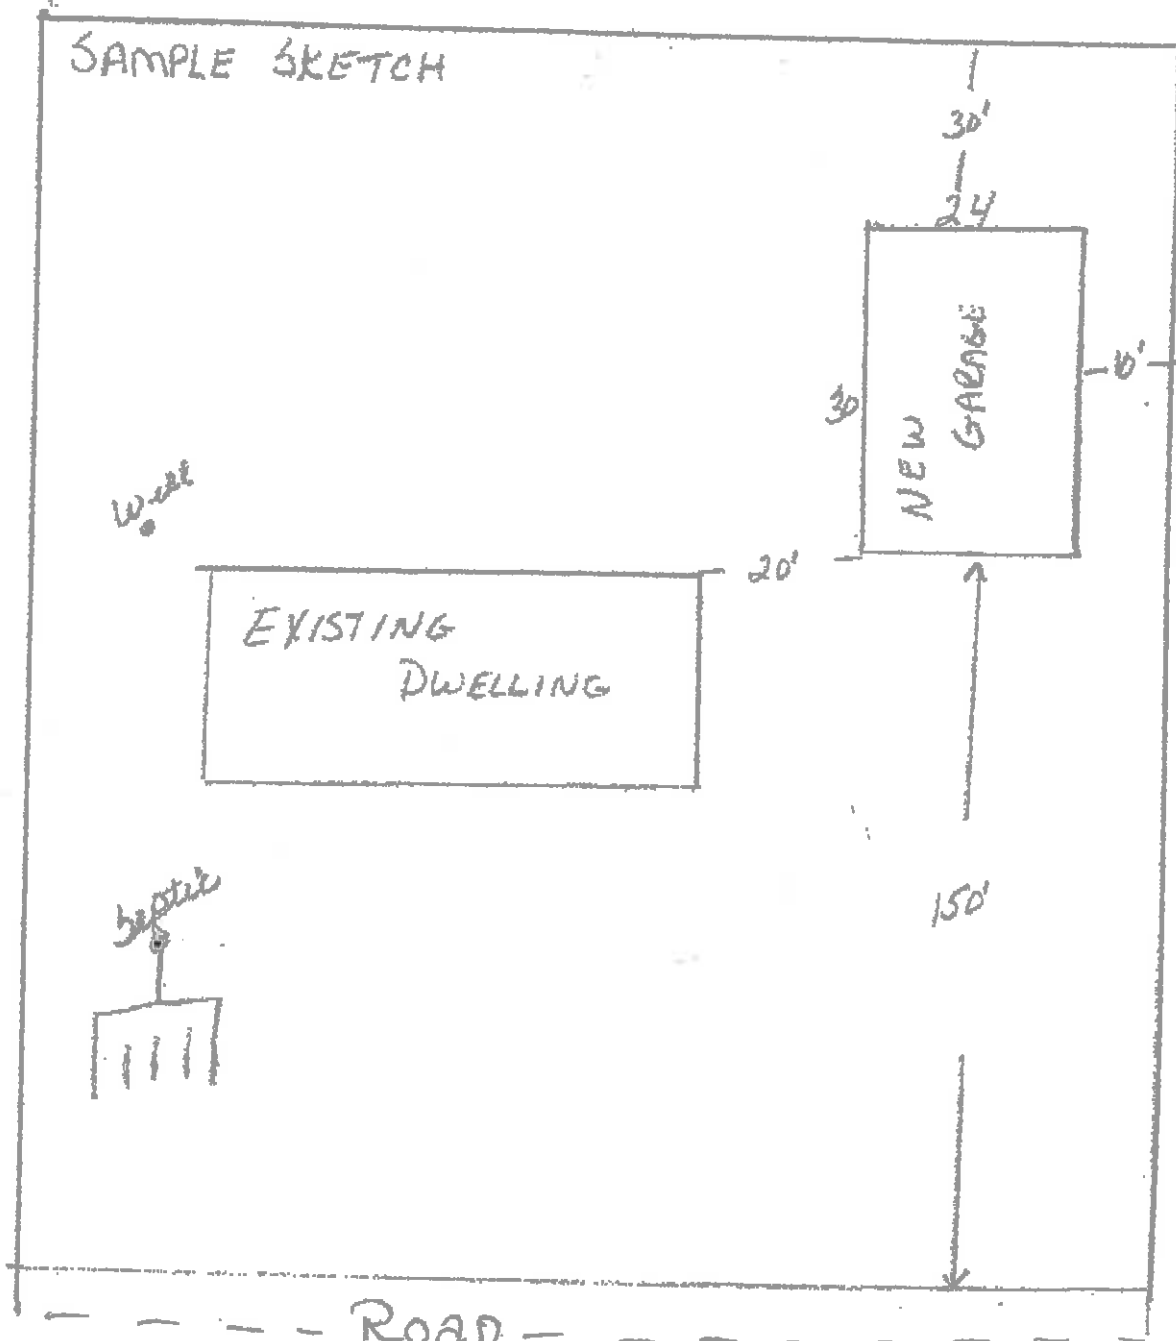 SAMPLE SKETCH
30'
24
30
NEW
GARAGE
10'
Well
20'
EXISTING
DWELLING
150'
Septic
ROAD